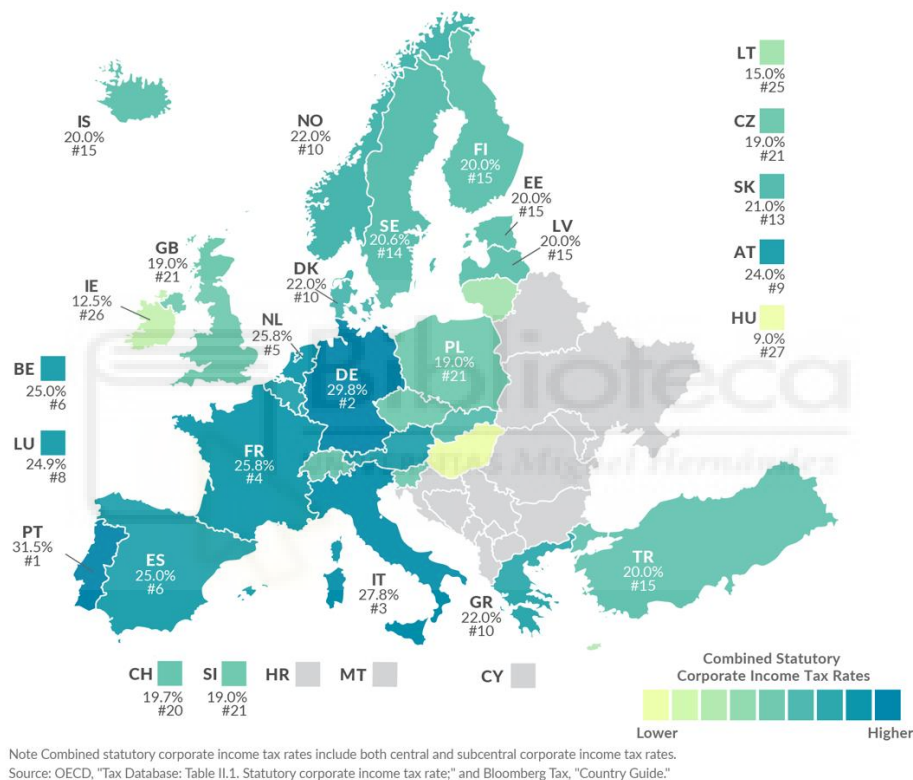 IS
20.0%
#15
NO
22.0%
#10
FI
20.0%
#15
SE
20.6%
#14
EE
20.0%
#15
LV
20.0%
#15
LT
15.0%
#25
CZ
19.0%
#21
SK
21.0%
#13
AT
24.0%
#9
HU
9.0%
#27
GB
19.0%
#21
IE
12.5%
#26
DK
22.0%
#10
NL
25.8%
#5
BE
25.0%
#6
LU
24.9%
#8
DE
29.8%
#2
PL
19.0%
#21
FR
25.8%
#4
PT
31.5%
#1
ES
25.0%
#6
IT
27.8%
#3
GR
22.0%
#10
TR
20.0%
#15
CH
19.7%
#20
SI
19.0%
#21
HR
MT
CY
Biblioteca
Miguel Hernández
Combined Statutory
Corporate Income Tax Rates
Lower
Higher
Note Combined statutory corporate income tax rates include both central and subcentral corporate income tax rates.
Source: OECD, "Tax Database: Table II.1. Statutory corporate income tax rate;" and Bloomberg Tax, "Country Guide."